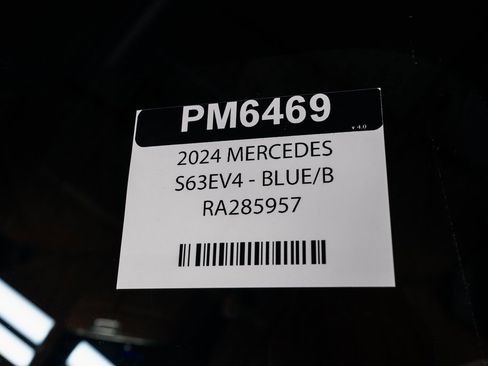 PM6469
v 4.0
2024 MERCEDES
S63EV4 - BLUE/B
RA285957